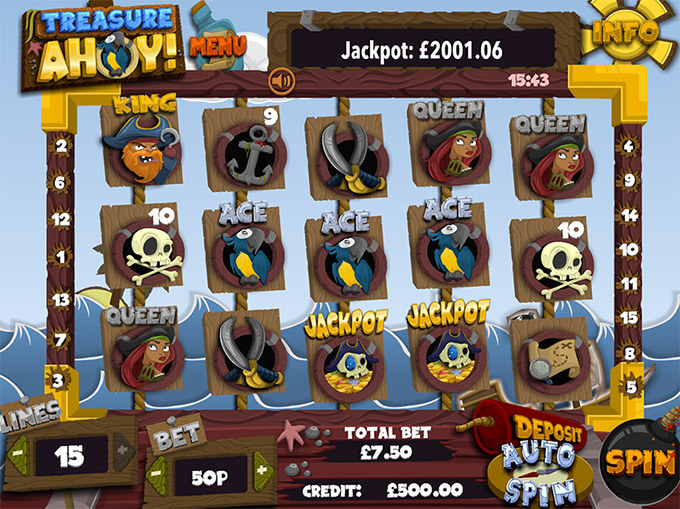 TREASURE
AHOY!
MENU
Jackpot: £2001.06
INFO
15:43
KING
9
QUEEN
QUEEN
2
6
12
1
13
7
3
4
9
14
10
11
15
8
5
10
ACE
ACE
ACE
10
QUEEN
JACKPOT
JACKPOT
LINES
15
BET
50P
TOTAL BET
£7.50
CREDIT: £500.00
DEPOSIT
AUTO
SPIN
SPIN